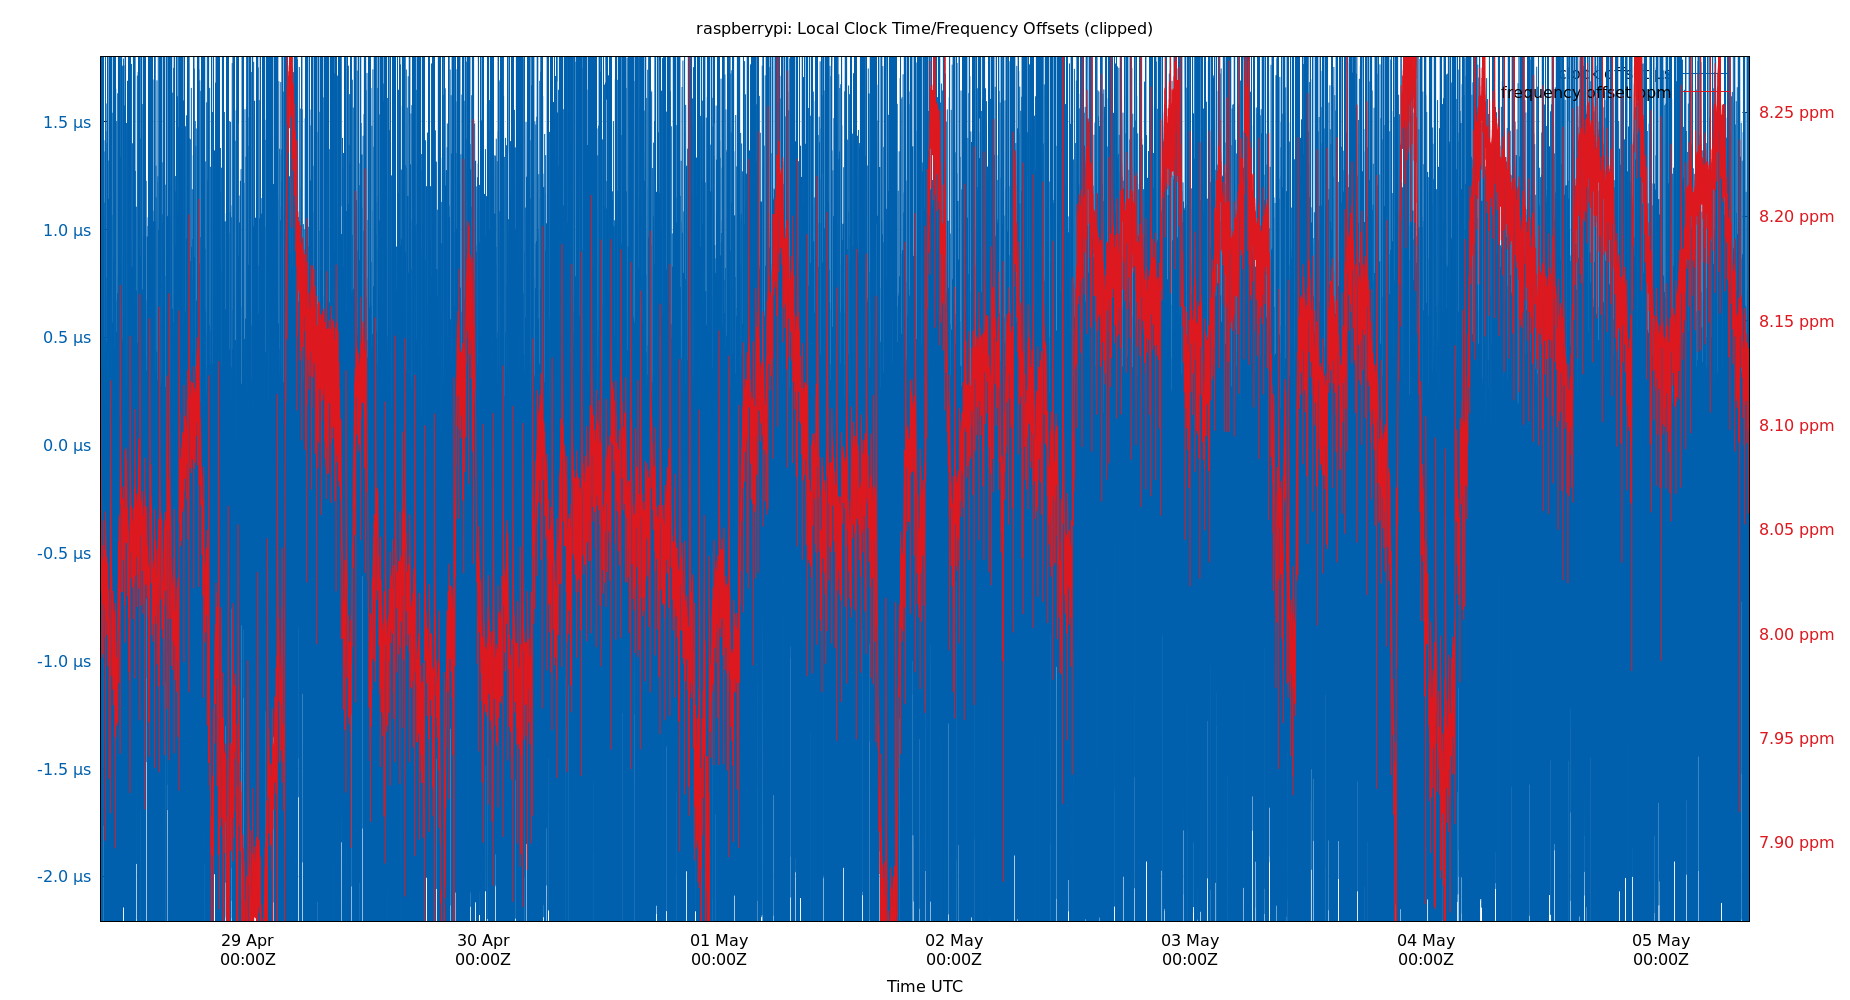 raspberrypi: Local Clock Time/Frequency Offsets (clipped)
clock offset µs
frequency offset ppm
1.5 µs
1.0 µs
0.5 µs
0.0 µs
-0.5 µs
-1.0 µs
-1.5 µs
-2.0 µs
8.25 ppm
8.20 ppm
8.15 ppm
8.10 ppm
8.05 ppm
8.00 ppm
7.95 ppm
7.90 ppm
29 Apr
00:00Z
30 Apr
00:00Z
01 May
00:00Z
02 May
00:00Z
03 May
00:00Z
04 May
00:00Z
05 May
00:00Z
Time UTC